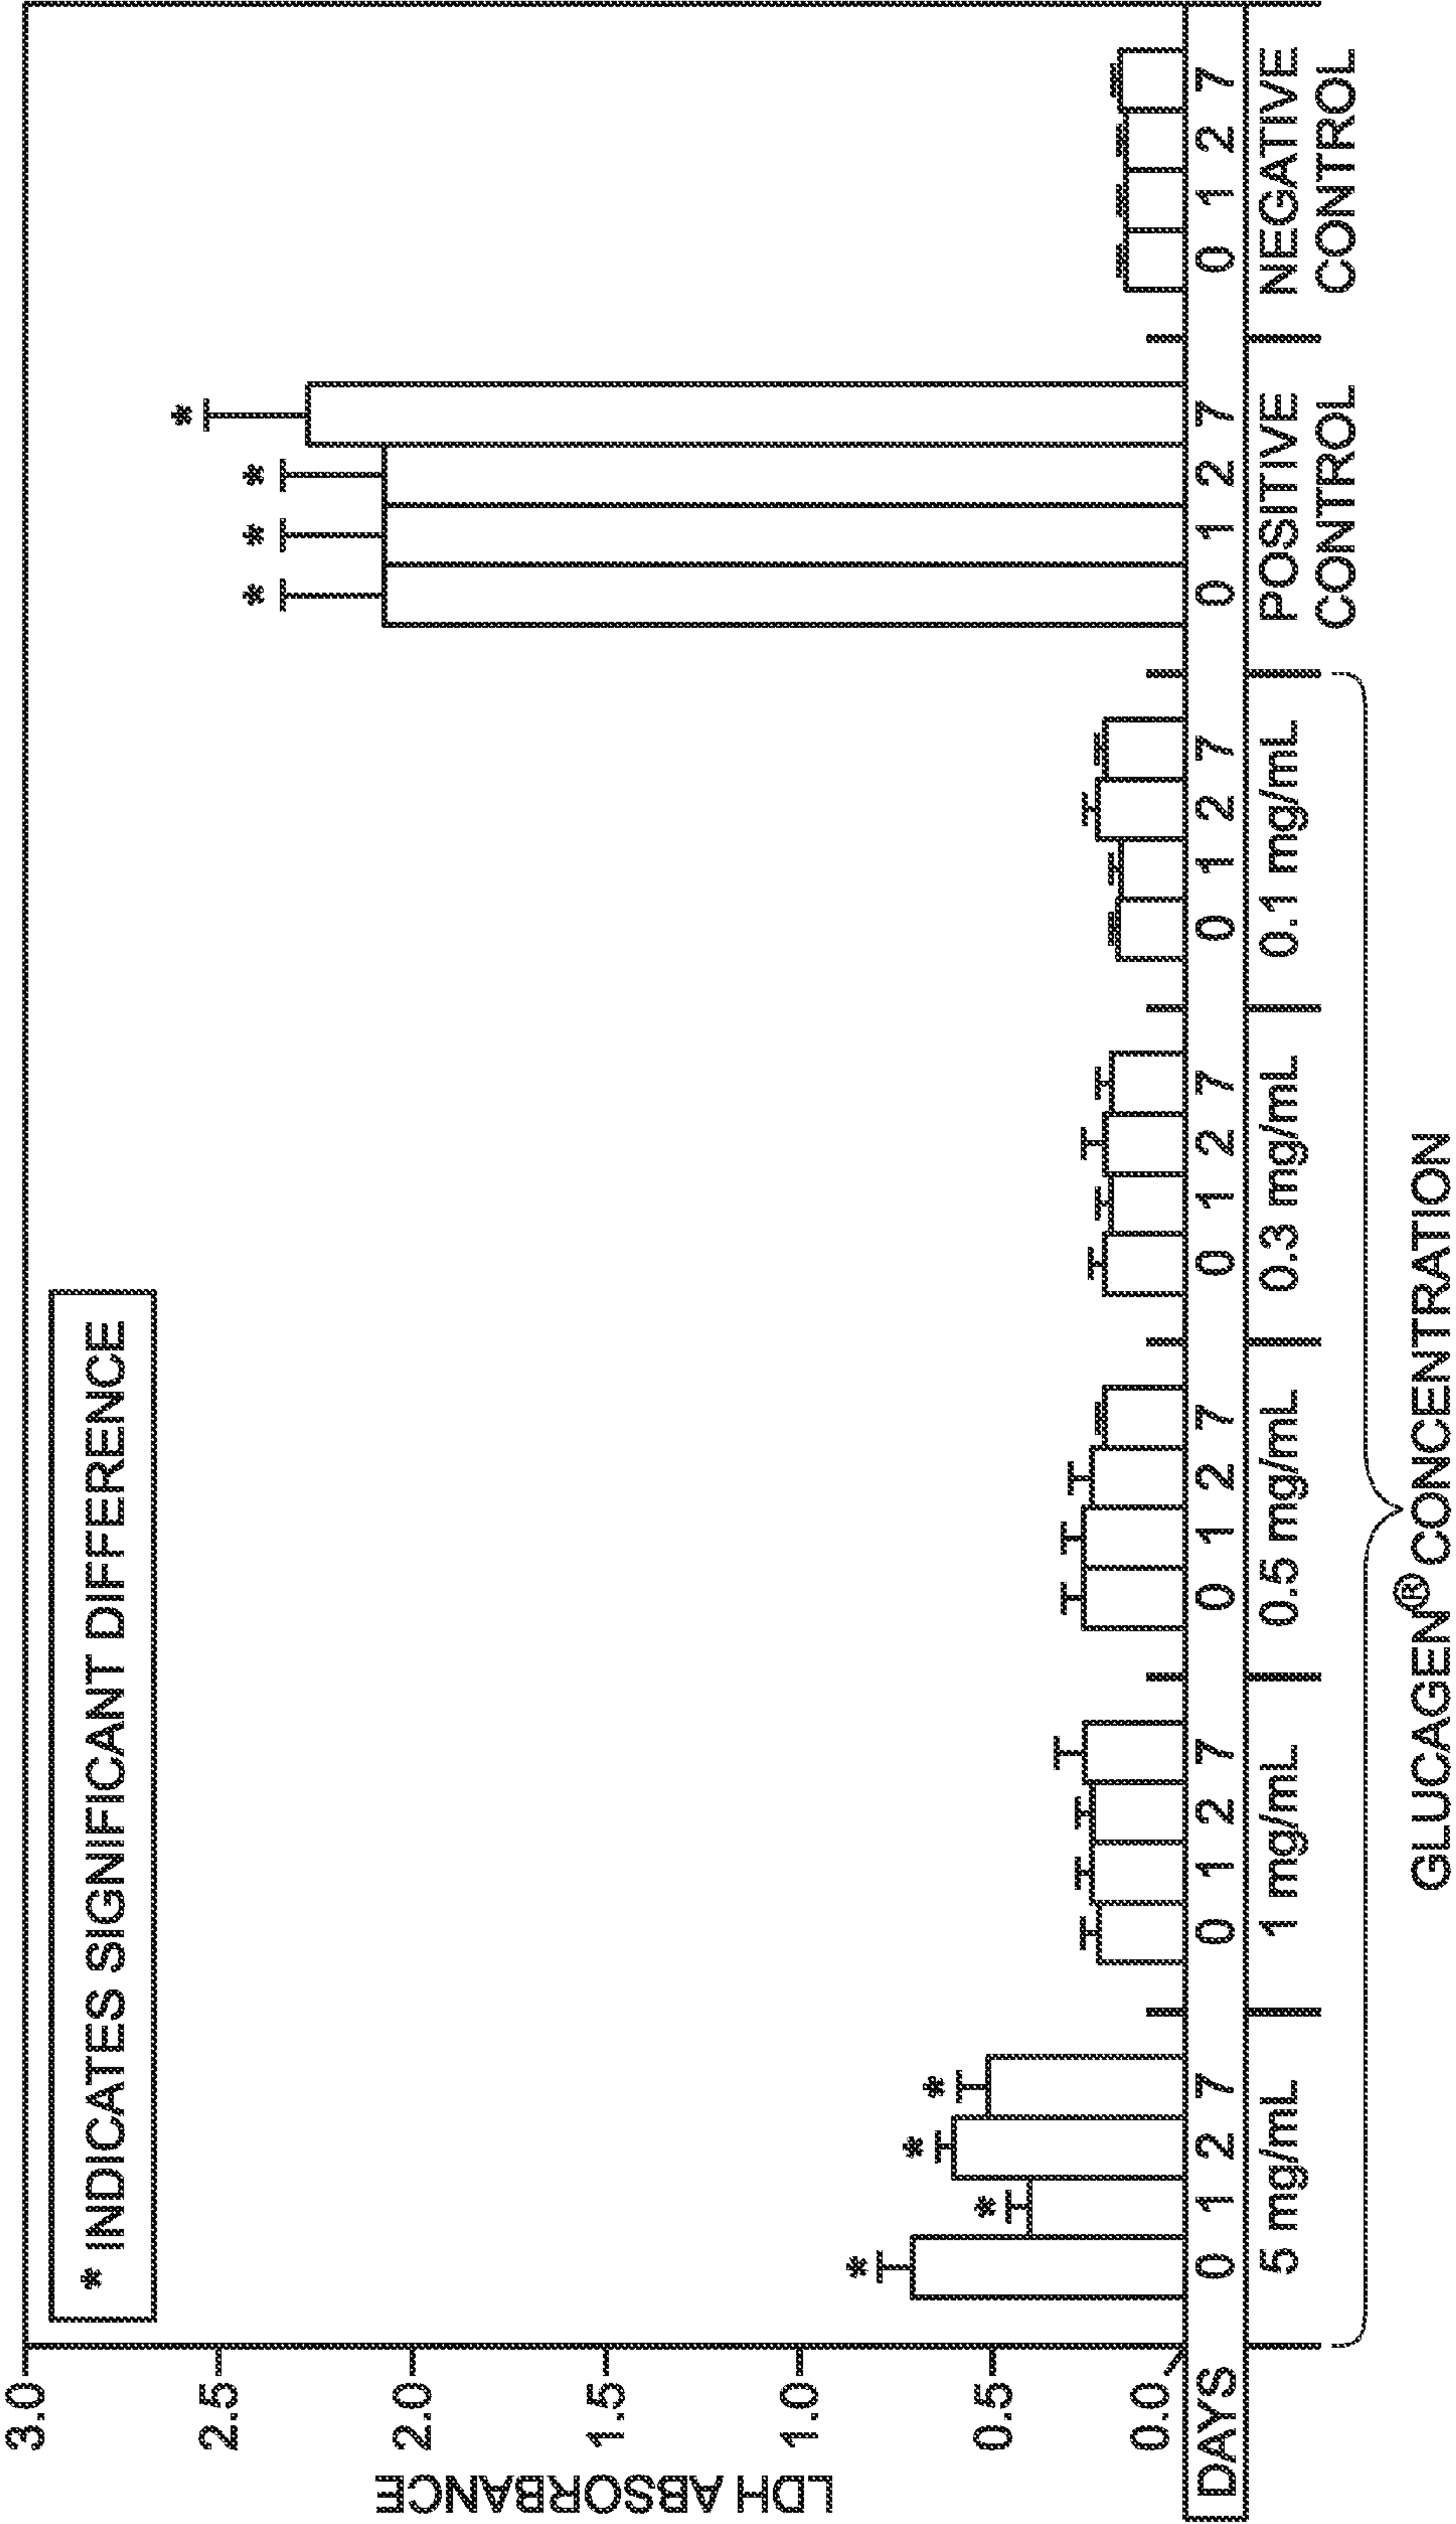 * INDICATES SIGNIFICANT DIFFERENCE
LDH ABSORBANCE
3.0
2.5
2.0
1.5
1.0
0.5
0.0
* * * * * * * *
DAYS 0 1 2 7 0 1 2 7 0 1 2 7 0 1 2 7 0 1 2 7 0 1 2 7 0 1 2 7
5 mg/mL 1 mg/mL 0.5 mg/mL 0.3 mg/mL 0.1 mg/mL POSITIVE CONTROL NEGATIVE CONTROL
GLUCAGEN® CONCENTRATION